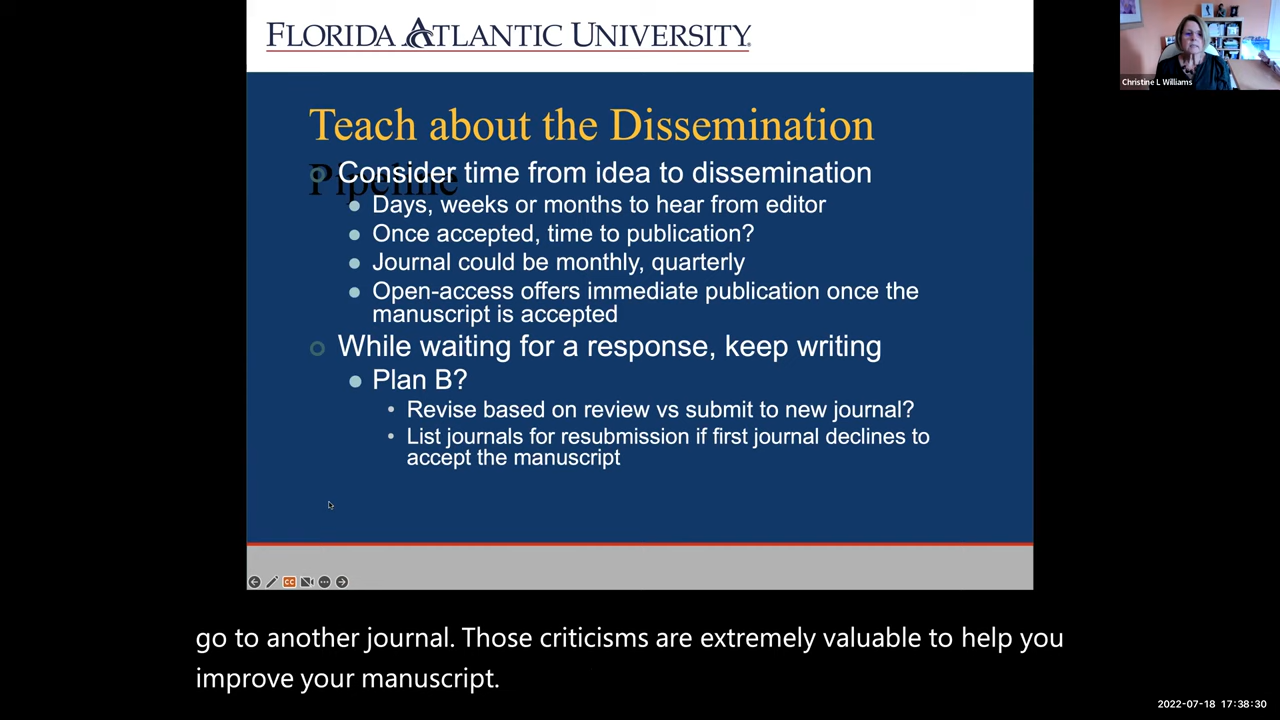 FLORIDA ATLANTIC UNIVERSITY
Christine L Williams
Teach about the Dissemination
Pipeline
Consider time from idea to dissemination
Days, weeks or months to hear from editor
Once accepted, time to publication?
Journal could be monthly, quarterly
Open-access offers immediate publication once the
manuscript is accepted
While waiting for a response, keep writing
Plan B?
Revise based on review vs submit to new journal?
List journals for resubmission if first journal declines to
accept the manuscript
CC
go to another journal. Those criticisms are extremely valuable to help you
improve your manuscript.
2022-07-18 17:38:30